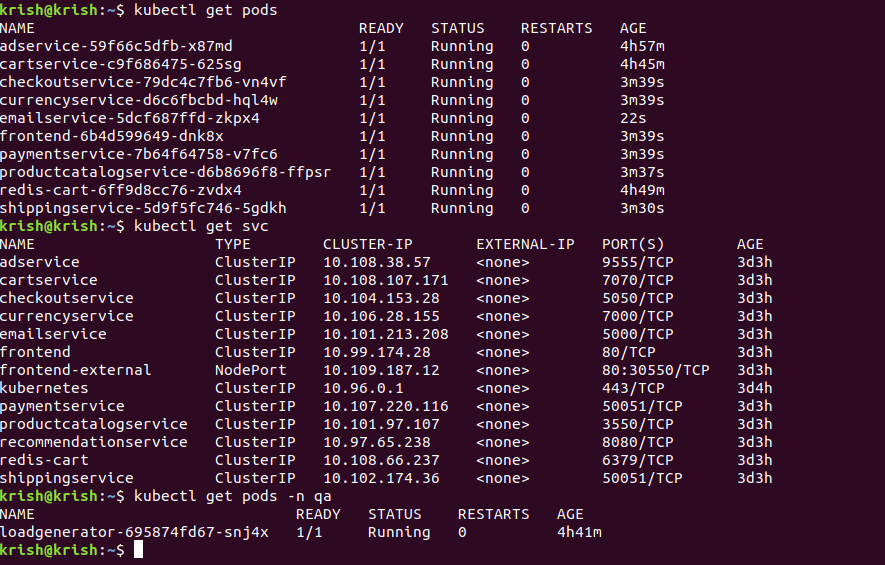 krish@krish:~$ kubectl get pods
NAME READY STATUS RESTARTS AGE
adservice-59f66c5dfb-x87md 1/1 Running 0 4h57m
cartservice-c9f686475-625sg 1/1 Running 0 4h45m
checkoutservice-79dc4c7fb6-vn4vf 1/1 Running 0 3m39s
currencyservice-d6c6fbcbd-hql4w 1/1 Running 0 3m39s
emailservice-5dcf687ffd-zkpx4 1/1 Running 0 22s
frontend-6b4d599649-dnk8x 1/1 Running 0 3m39s
paymentservice-7b64f64758-v7fc6 1/1 Running 0 3m39s
productcatalogservice-d6b8696f8-ffpsr 1/1 Running 0 3m37s
redis-cart-6ff9d8cc76-zvdx4 1/1 Running 0 4h49m
shippingservice-5d9f5fc746-5gdkh 1/1 Running 0 3m30s
krish@krish:~$ kubectl get svc
NAME TYPE CLUSTER-IP EXTERNAL-IP PORT(S) AGE
adservice ClusterIP 10.108.38.57 <none> 9555/TCP 3d3h
cartservice ClusterIP 10.108.107.171 <none> 7070/TCP 3d3h
checkoutservice ClusterIP 10.104.153.28 <none> 5050/TCP 3d3h
currencyservice ClusterIP 10.106.28.155 <none> 7000/TCP 3d3h
emailservice ClusterIP 10.101.213.208 <none> 5000/TCP 3d3h
frontend ClusterIP 10.99.174.28 <none> 80/TCP 3d3h
frontend-external NodePort 10.109.187.12 <none> 80:30550/TCP 3d3h
kubernetes ClusterIP 10.96.0.1 <none> 443/TCP 3d4h
paymentservice ClusterIP 10.107.220.116 <none> 50051/TCP 3d3h
productcatalogservice ClusterIP 10.101.97.107 <none> 3550/TCP 3d3h
recommendationservice ClusterIP 10.97.65.238 <none> 8080/TCP 3d3h
redis-cart ClusterIP 10.108.66.237 <none> 6379/TCP 3d3h
shippingservice ClusterIP 10.102.174.36 <none> 50051/TCP 3d3h
krish@krish:~$ kubectl get pods -n qa
NAME READY STATUS RESTARTS AGE
loadgenerator-695874fd67-snj4x 1/1 Running 0 4h41m
krish@krish:~$